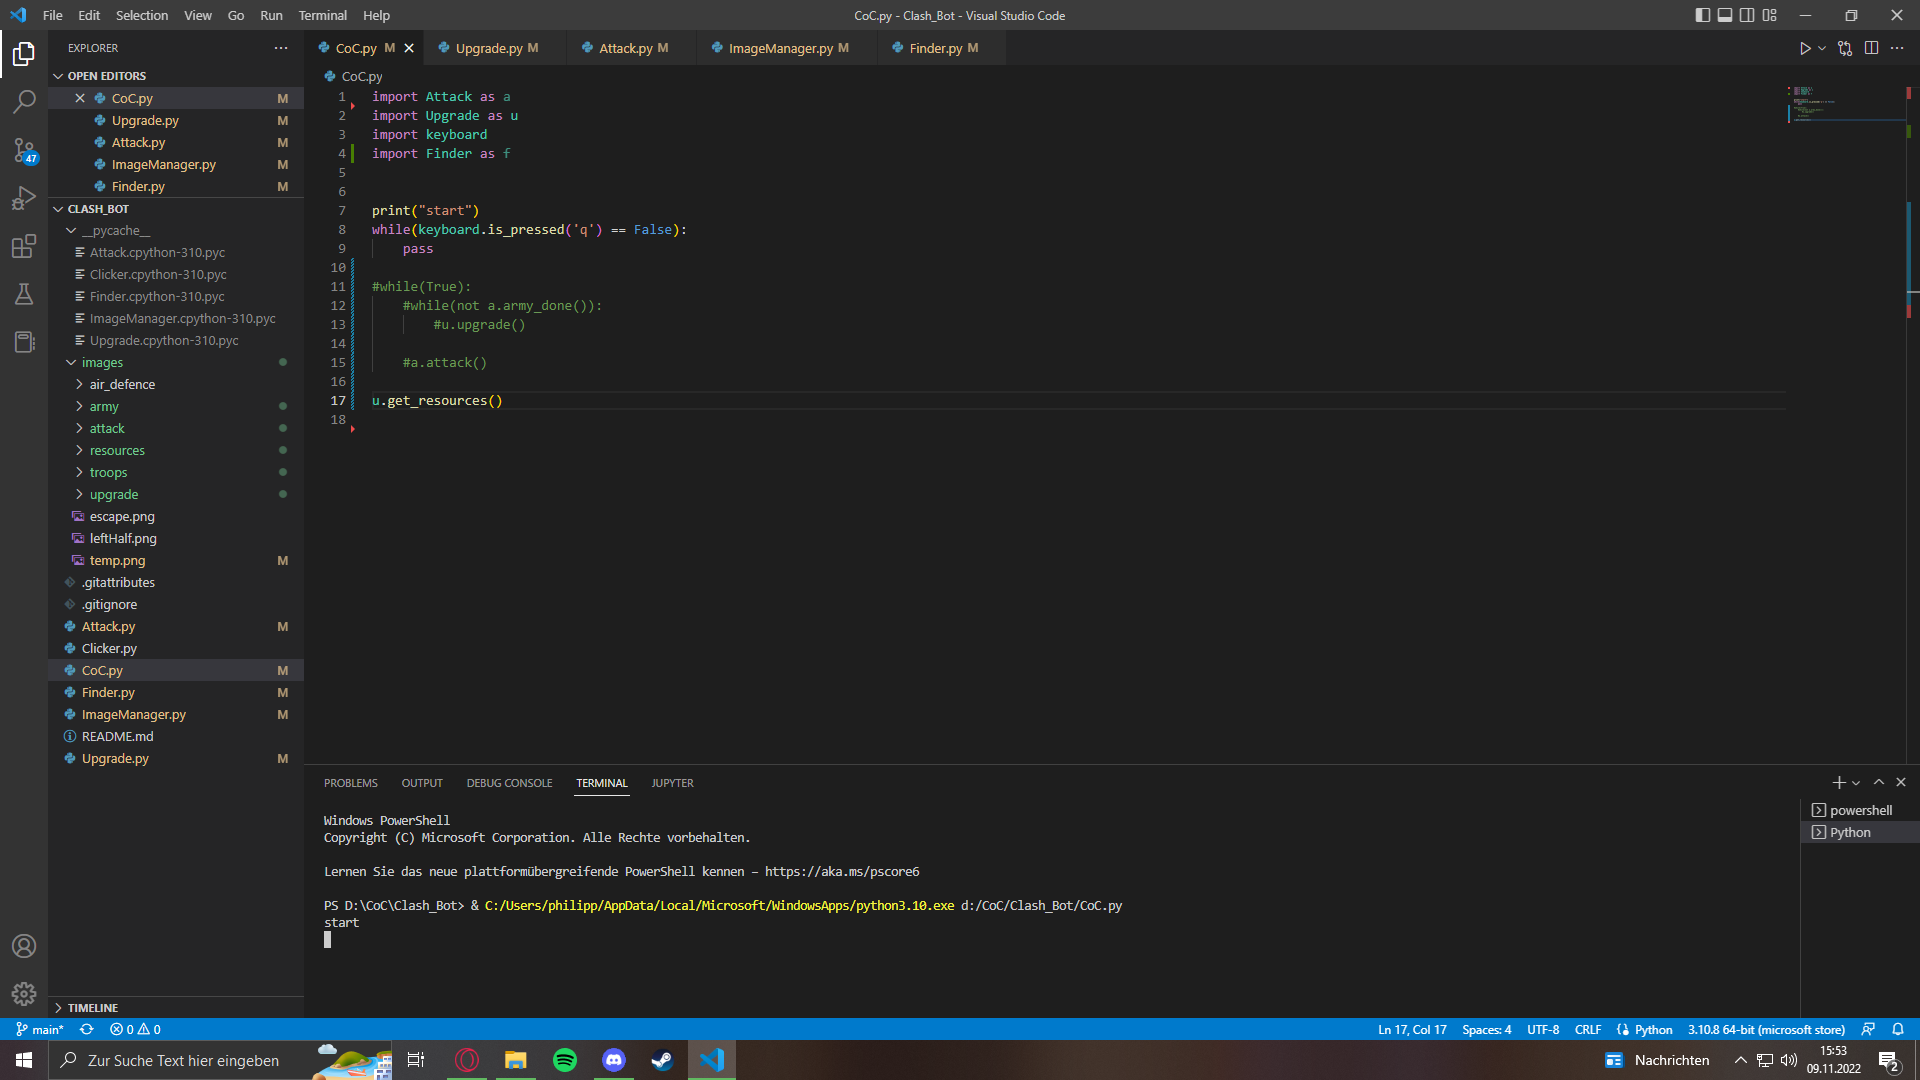 File Edit Selection View Go Run Terminal Help
CoC.py - Clash_Bot - Visual Studio Code
EXPLORER
OPEN EDITORS
CoC.py M
Upgrade.py M
Attack.py M
ImageManager.py M
Finder.py M
CLASH_BOT
__pycache__
Attack.cpython-310.pyc
Clicker.cpython-310.pyc
Finder.cpython-310.pyc
ImageManager.cpython-310.pyc
Upgrade.cpython-310.pyc
images
air_defence
army
attack
resources
troops
upgrade
escape.png
leftHalf.png
temp.png M
.gitattributes
.gitignore
Attack.py M
Clicker.py
CoC.py M
Finder.py M
ImageManager.py M
README.md
Upgrade.py M
TIMELINE
47
CoC.py M Upgrade.py M Attack.py M ImageManager.py M Finder.py M
CoC.py
1 import Attack as a
2 import Upgrade as u
3 import keyboard
4 import Finder as f
5
6
7 print("start")
8 while(keyboard.is_pressed('q') == False):
9 pass
10
11 #while(True):
12 #while(not a.army_done()):
13 #u.upgrade()
14
15 #a.attack()
16
17 u.get_resources()
18
PROBLEMS OUTPUT DEBUG CONSOLE TERMINAL JUPYTER
Windows PowerShell
Copyright (C) Microsoft Corporation. Alle Rechte vorbehalten.
Lernen Sie das neue plattformübergreifende PowerShell kennen – https://aka.ms/pscore6
PS D:\CoC\Clash_Bot> & C:/Users/philipp/AppData/Local/Microsoft/WindowsApps/python3.10.exe d:/CoC/Clash_Bot/CoC.py
start
powershell
Python
main* 0 0 Ln 17, Col 17 Spaces: 4 UTF-8 CRLF Python 3.10.8 64-bit (microsoft store)
Zur Suche Text hier eingeben
Nachrichten
15:53
09.11.2022
2